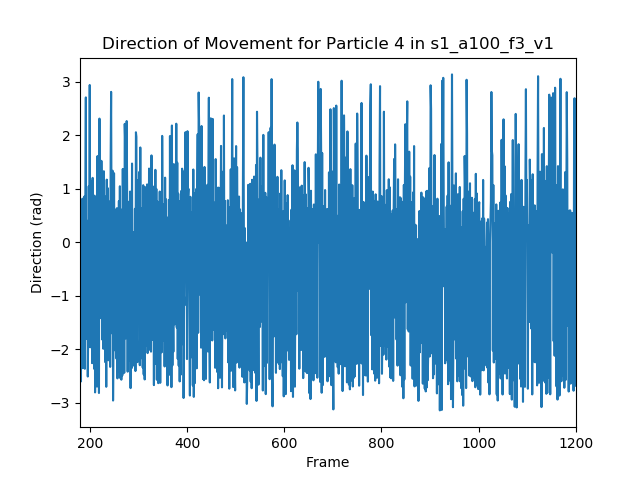 Direction of Movement for Particle 4 in s1_a100_f3_v1
3
2
1
0
−1
−2
−3
Direction (rad)
200 400 600 800 1000 1200
Frame